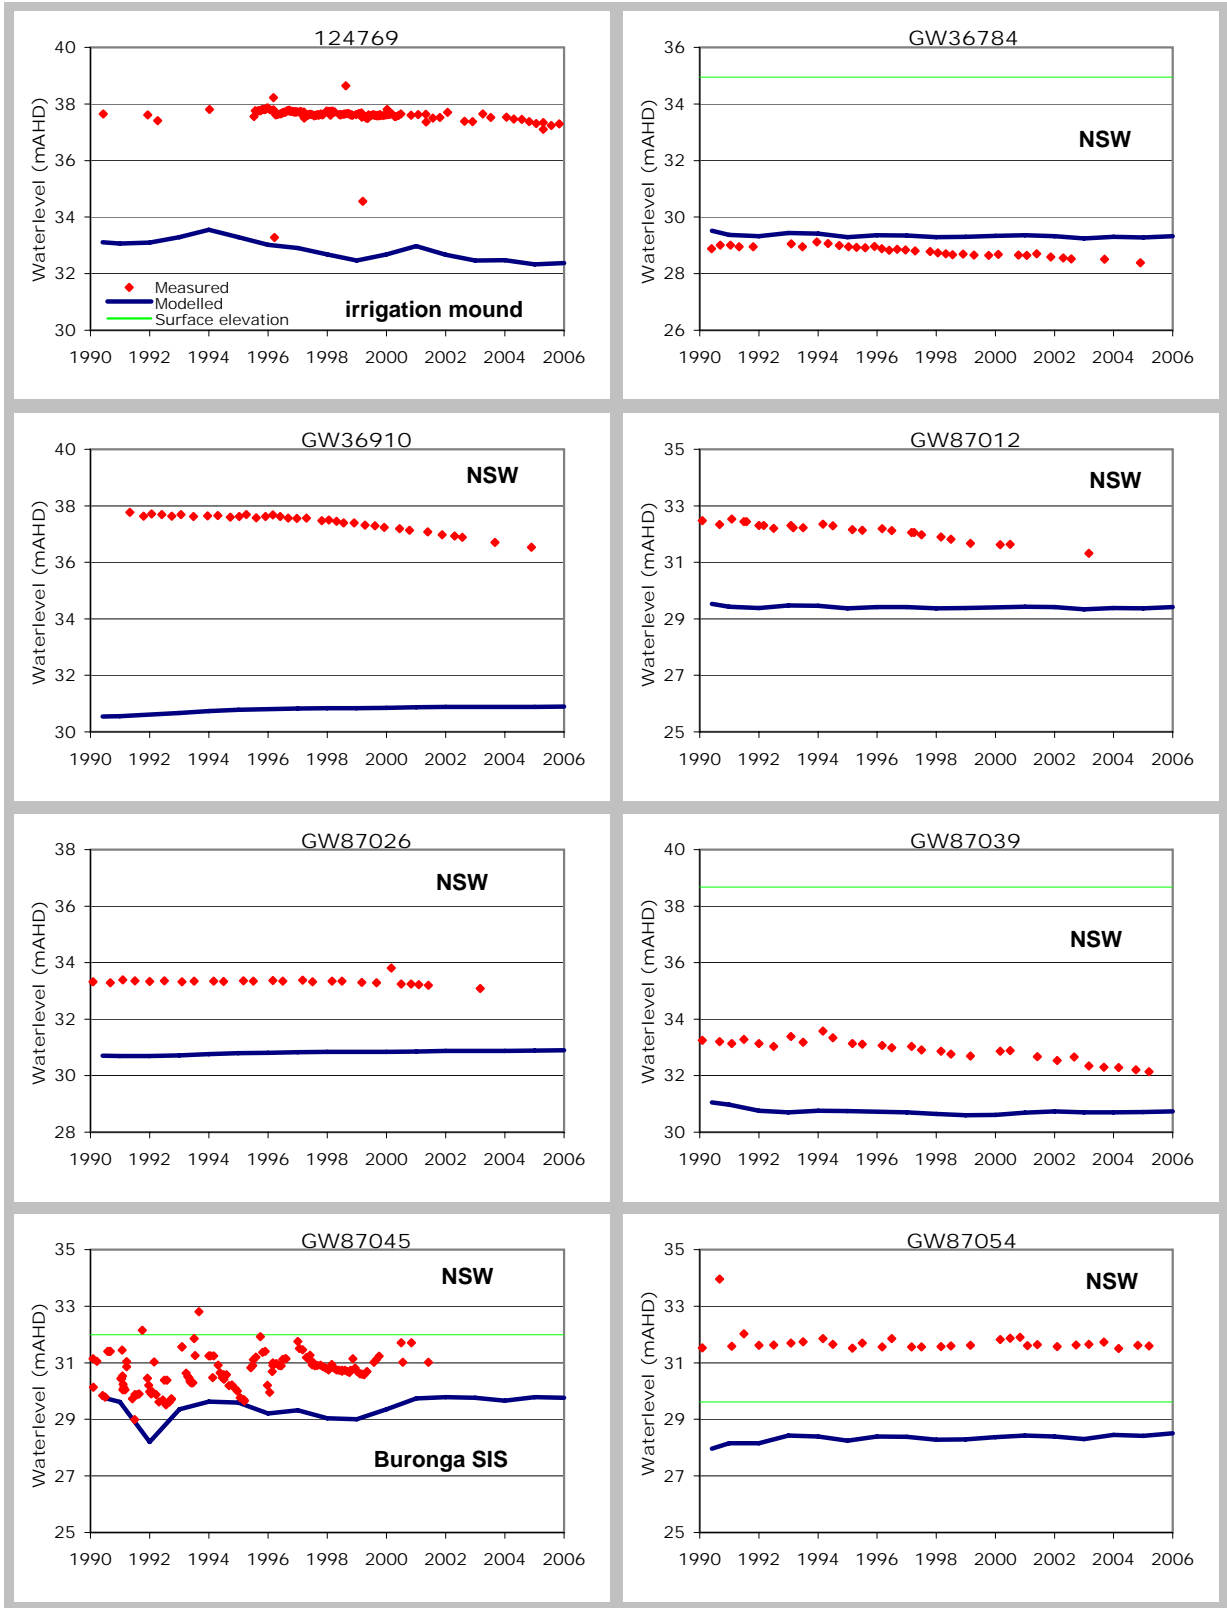 124769
Waterlevel (mAHD)
40
38
36
34
32
30
Measured
Modelled
Surface elevation
irrigation mound
1990 1992 1994 1996 1998 2000 2002 2004 2006
GW36784
Waterlevel (mAHD)
36
34
32
30
28
26
NSW
1990 1992 1994 1996 1998 2000 2002 2004 2006
GW36910
Waterlevel (mAHD)
40
38
36
34
32
30
NSW
1990 1992 1994 1996 1998 2000 2002 2004 2006
GW87012
Waterlevel (mAHD)
35
33
31
29
27
25
NSW
1990 1992 1994 1996 1998 2000 2002 2004 2006
GW87026
Waterlevel (mAHD)
38
36
34
32
30
28
NSW
1990 1992 1994 1996 1998 2000 2002 2004 2006
GW87039
Waterlevel (mAHD)
40
38
36
34
32
30
NSW
1990 1992 1994 1996 1998 2000 2002 2004 2006
GW87045
Waterlevel (mAHD)
35
33
31
29
27
25
NSW
Buronga SIS
1990 1992 1994 1996 1998 2000 2002 2004 2006
GW87054
Waterlevel (mAHD)
35
33
31
29
27
25
NSW
1990 1992 1994 1996 1998 2000 2002 2004 2006